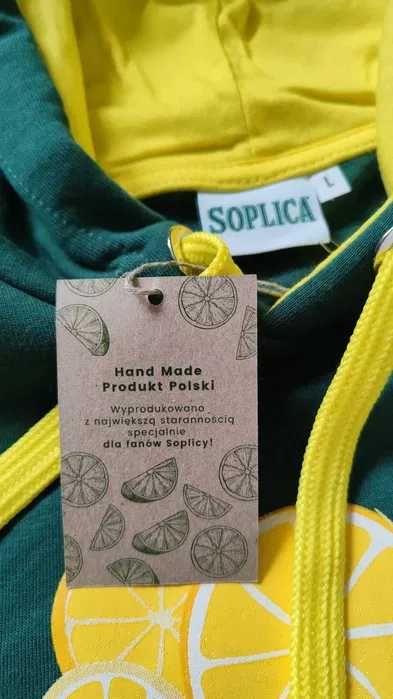 SOPLICA
L
Hand Made
Produkt Polski
Wyprodukowano
z największą starannością
specjalnie
dla fanów Soplicy!